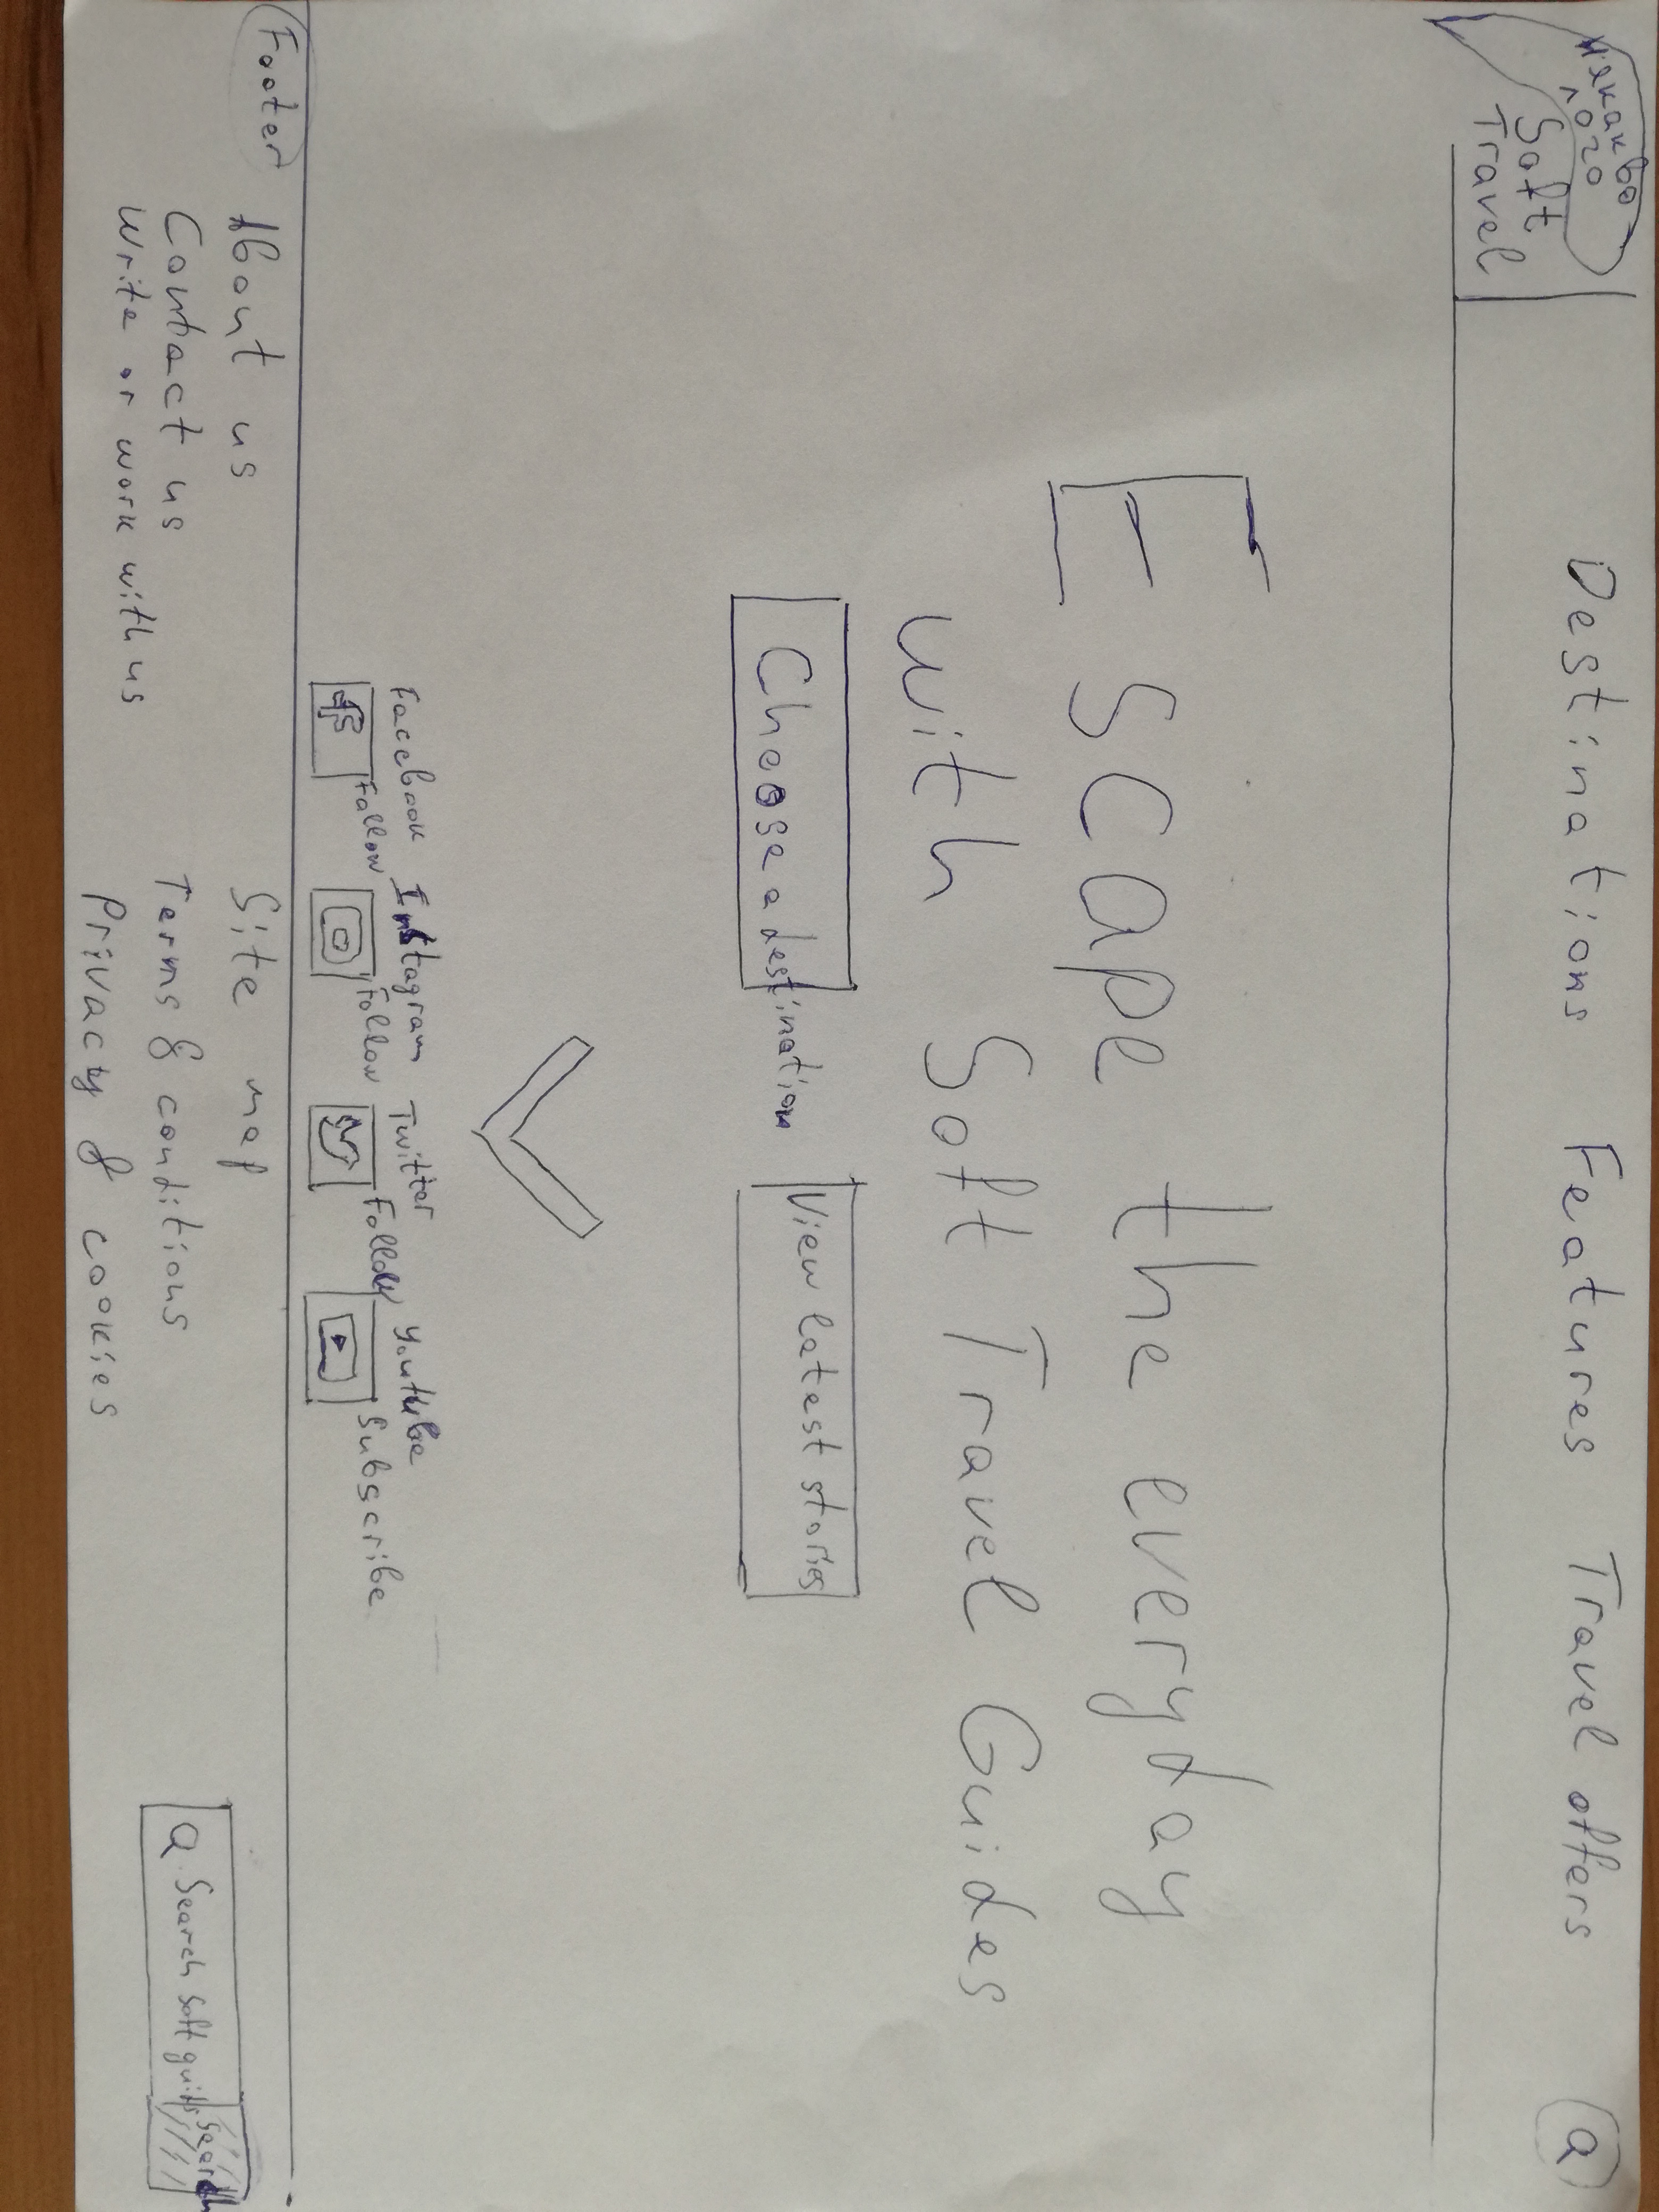 някакво
лого
Soft
Travel
Destinations Features Travel offers
Escape the everyday
with Soft Travel Guides
Choose a destination View latest stories
Facebook Instagram Twitter Youtube
Follow Follow Follow Subscribe
Footer
About us Site map
Contact us Terms & conditions
Write or work with us Privacy & cookies
Search Soft guids Search